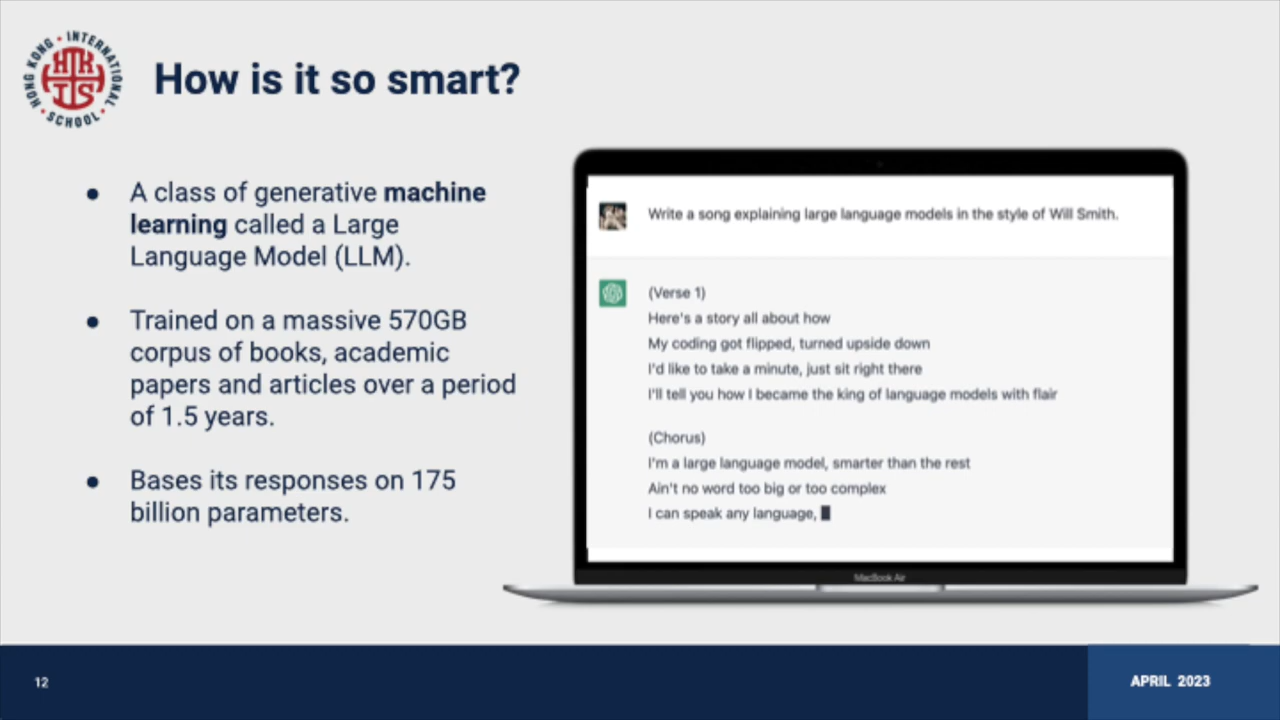 HONG KONG • INTERNATIONAL • SCHOOL •
HKIS
How is it so smart?
● A class of generative machine
learning called a Large
Language Model (LLM).
● Trained on a massive 570GB
corpus of books, academic
papers and articles over a period
of 1.5 years.
● Bases its responses on 175
billion parameters.
Write a song explaining large language models in the style of Will Smith.
(Verse 1)
Here's a story all about how
My coding got flipped, turned upside down
I'd like to take a minute, just sit right there
I'll tell you how I became the king of language models with flair
(Chorus)
I'm a large language model, smarter than the rest
Ain't no word too big or too complex
I can speak any language,
MacBook Air
12
APRIL 2023